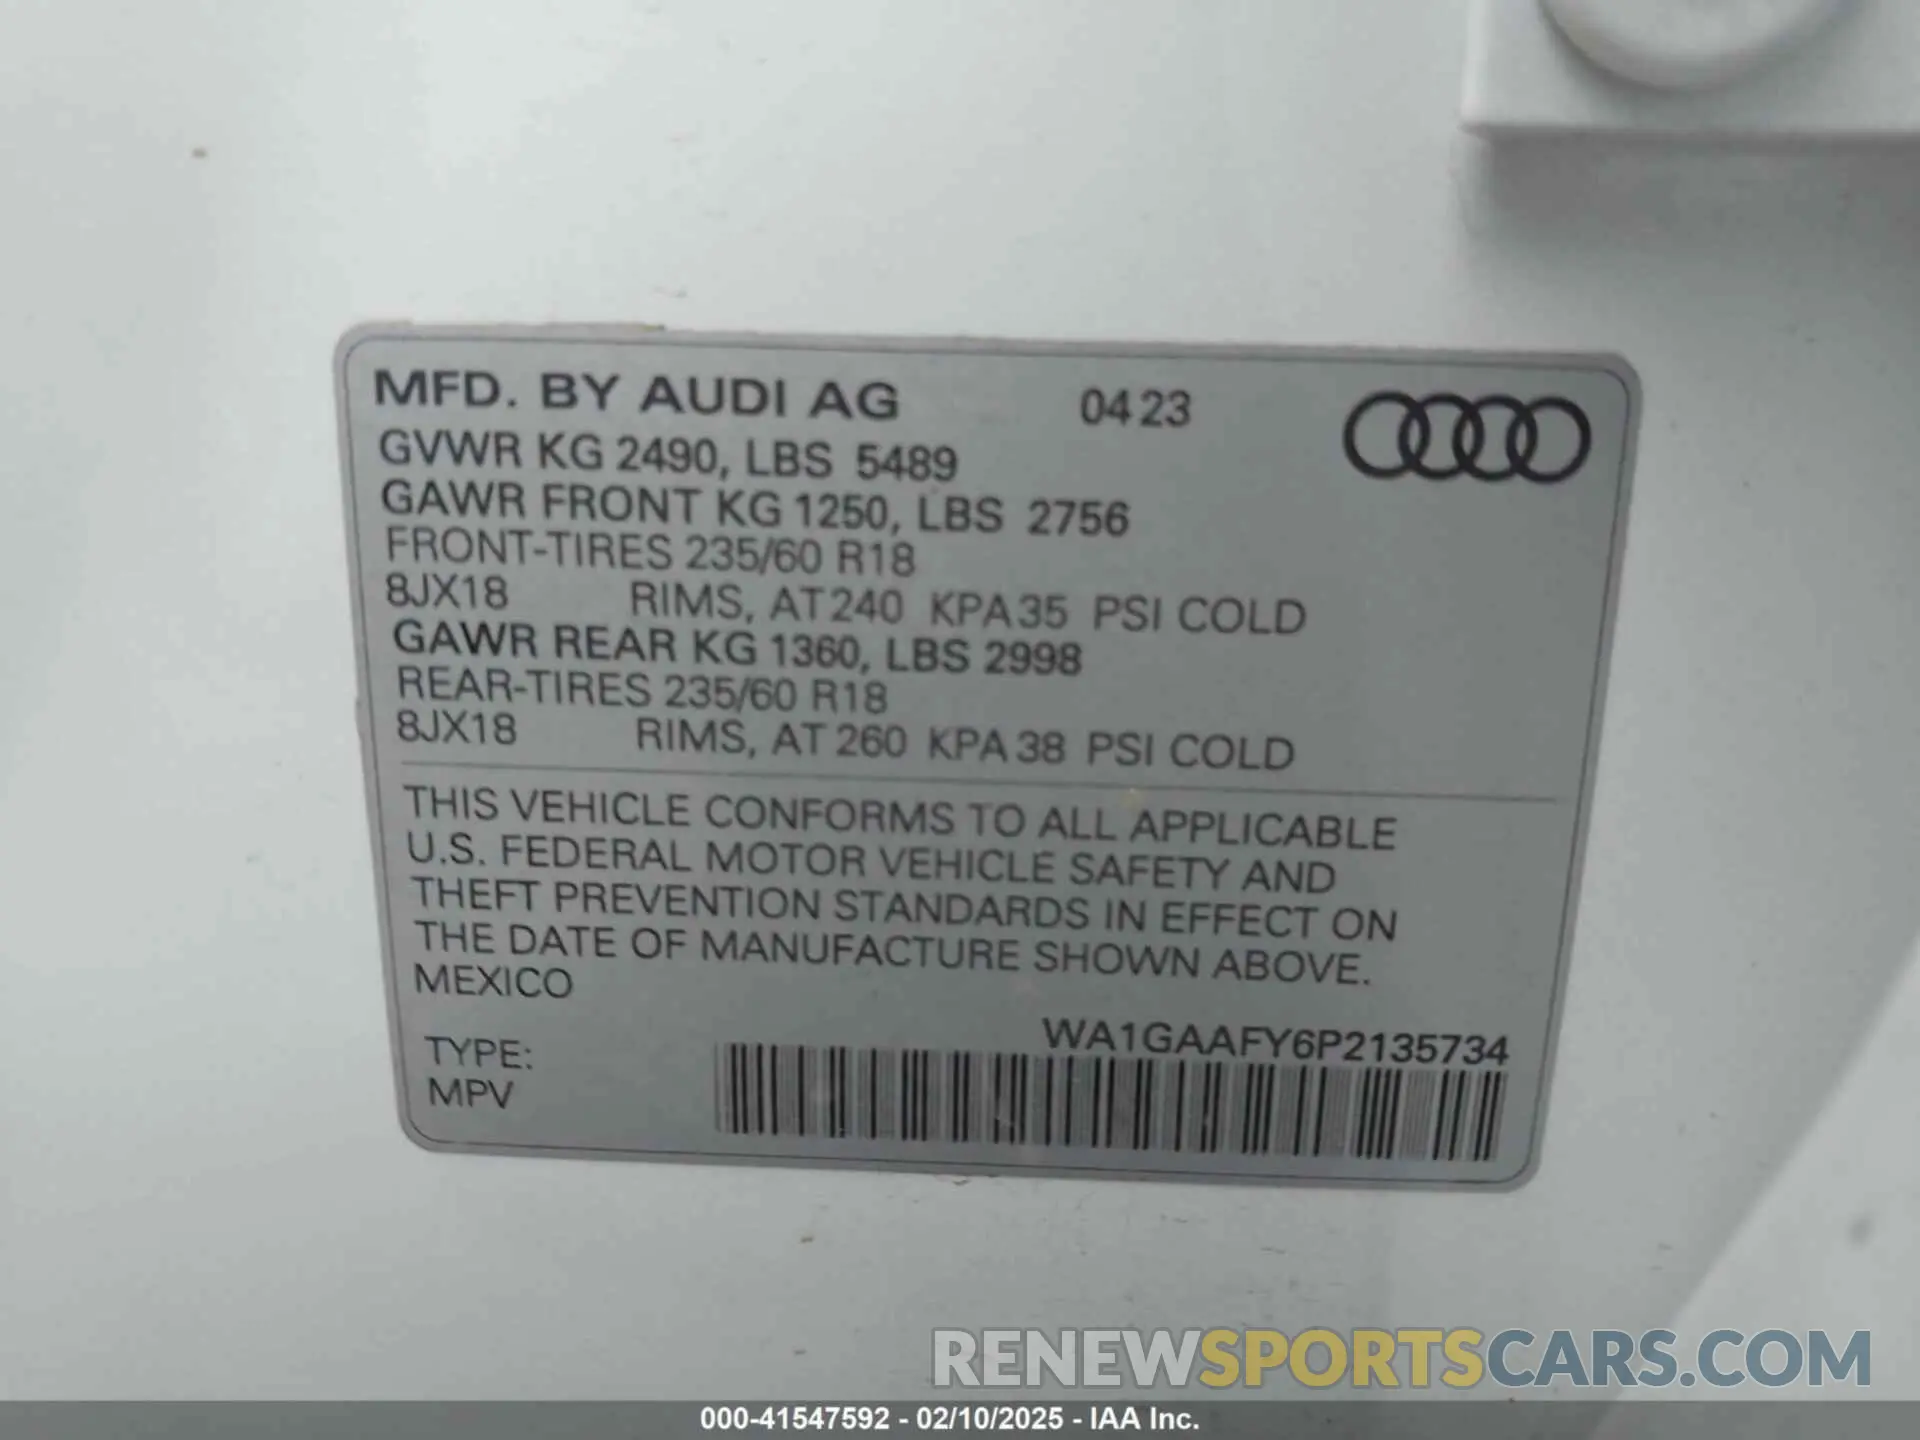 MFD. BY AUDI AG 0423
GVWR KG 2490, LBS 5489
GAWR FRONT KG 1250, LBS 2756
FRONT-TIRES 235/60 R18
8JX18 RIMS, AT 240 KPA 35 PSI COLD
GAWR REAR KG 1360, LBS 2998
REAR-TIRES 235/60 R18
8JX18 RIMS, AT 260 KPA 38 PSI COLD
THIS VEHICLE CONFORMS TO ALL APPLICABLE
U.S. FEDERAL MOTOR VEHICLE SAFETY AND
THEFT PREVENTION STANDARDS IN EFFECT ON
THE DATE OF MANUFACTURE SHOWN ABOVE.
MEXICO
WA1GAAFY6P2135734
TYPE:
MPV
RENEWSPORTSCARS.COM
000-41547592 - 02/10/2025 - IAA Inc.